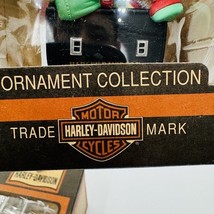 ORNAMENT COLLECTION
MOTOR
TRADE HARLEY-DAVIDSON MARK
CYCLES